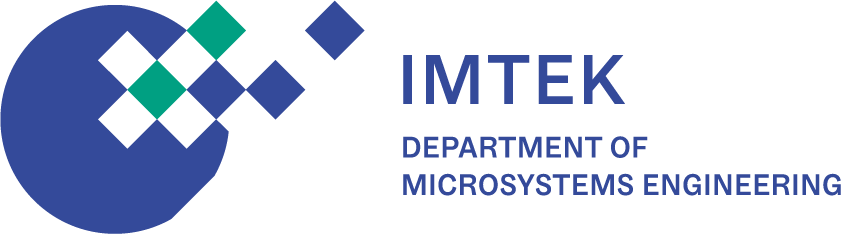 IMTEK
DEPARTMENT OF
MICROSYSTEMS ENGINEERING